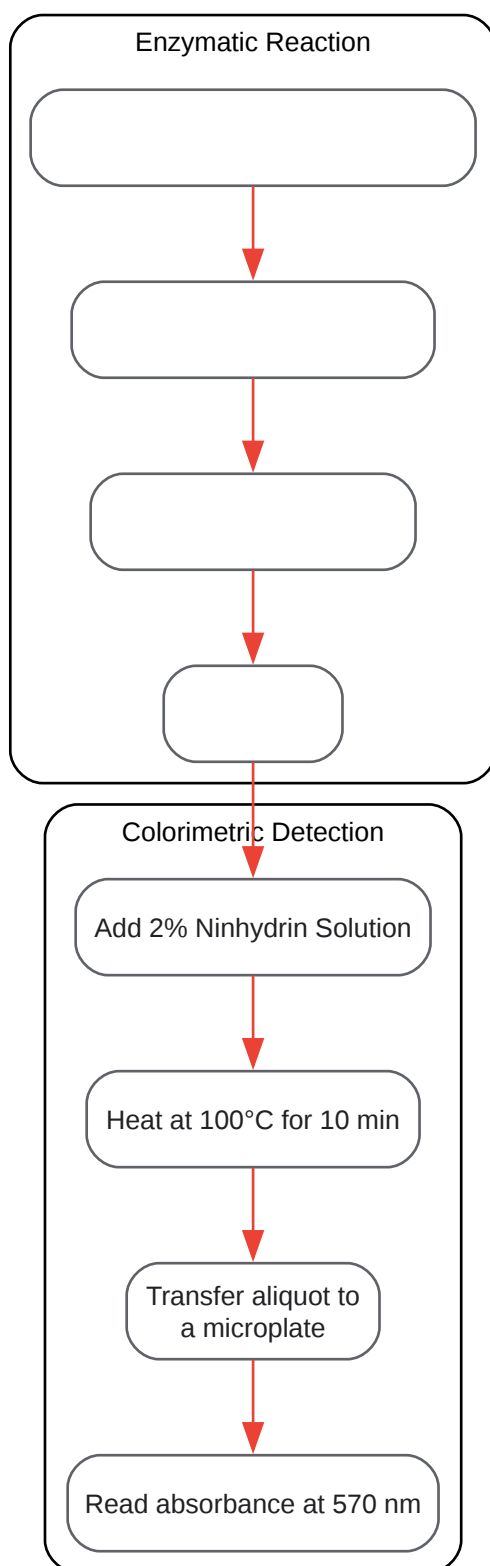 Enzymatic Reaction
Colorimetric Detection
Add 2% Ninhydrin Solution
Heat at 100°C for 10 min
Transfer aliquot to
a microplate
Read absorbance at 570 nm